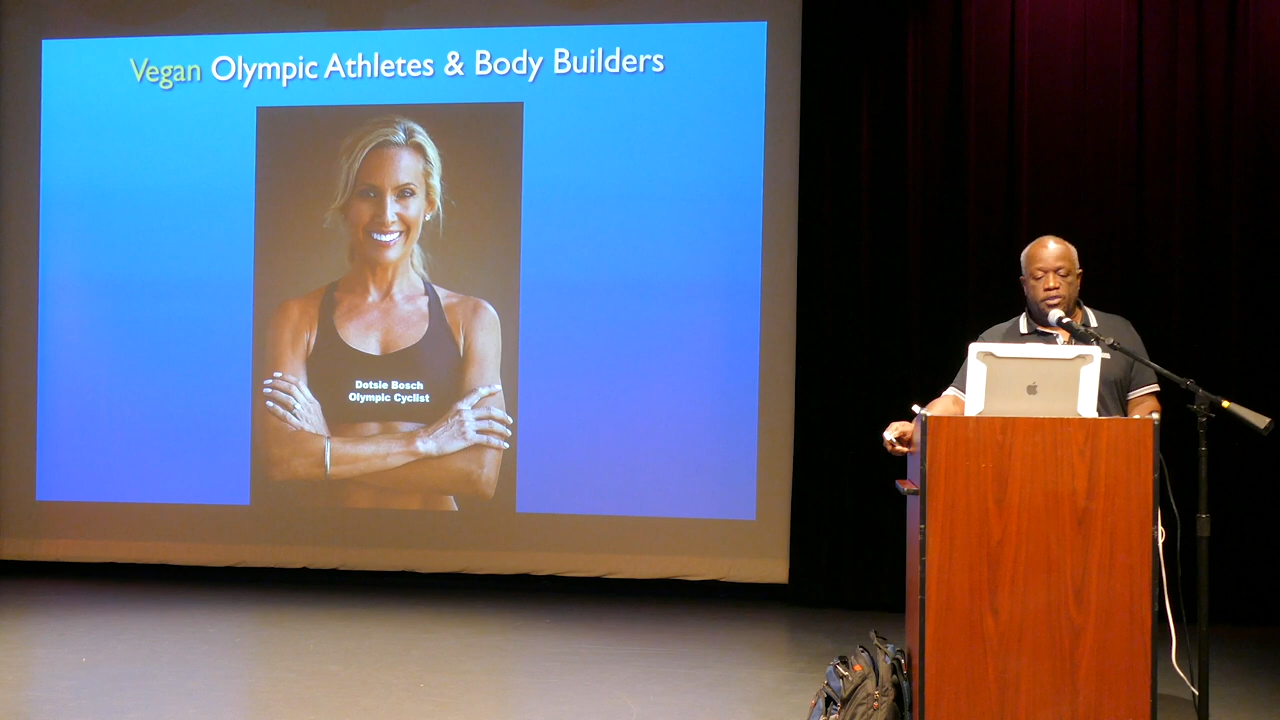 Vegan Olympic Athletes & Body Builders
Dotsie Bosch
Olympic Cyclist